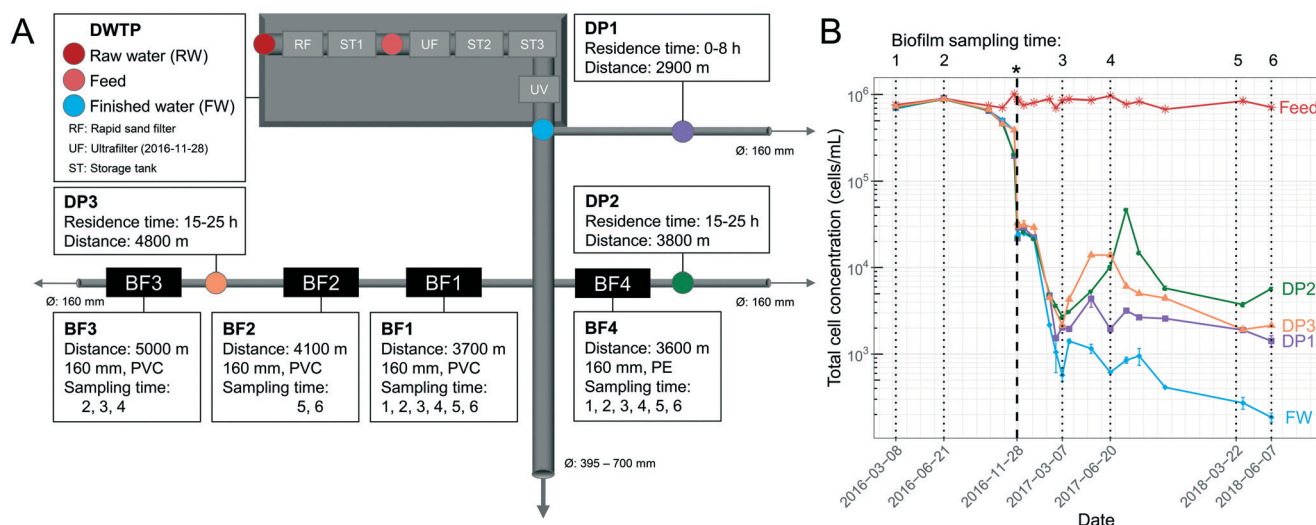 A
DWTP
Raw water (RW)
Feed
Finished water (FW)
RF: Rapid sand filter
UF: Ultrafilter (2016-11-28)
ST: Storage tank
RF
ST1
UF
ST2
ST3
UV
DP1
Residence time: 0-8 h
Distance: 2900 m
Ø: 160 mm
DP3
Residence time: 15-25 h
Distance: 4800 m
DP2
Residence time: 15-25 h
Distance: 3800 m
BF3
BF2
BF1
BF4
Ø: 160 mm
Ø: 160 mm
BF3
Distance: 5000 m
160 mm, PVC
Sampling time:
2, 3, 4
BF2
Distance: 4100 m
160 mm, PVC
Sampling time:
5, 6
BF1
Distance: 3700 m
160 mm, PVC
Sampling time:
1, 2, 3, 4, 5, 6
BF4
Distance: 3600 m
160 mm, PE
Sampling time:
1, 2, 3, 4, 5, 6
Ø: 395 – 700 mm
B
Biofilm sampling time:
1 2 * 3 4 5 6
Total cell concentration (cells/mL)
10⁶
10⁵
10⁴
10³
Feed
DP2
DP3
DP1
FW
2016−03−08
2016−06−21
2016−11−28
2017−03−07
2017−06−20
2018−03−22
2018−06−07
Date